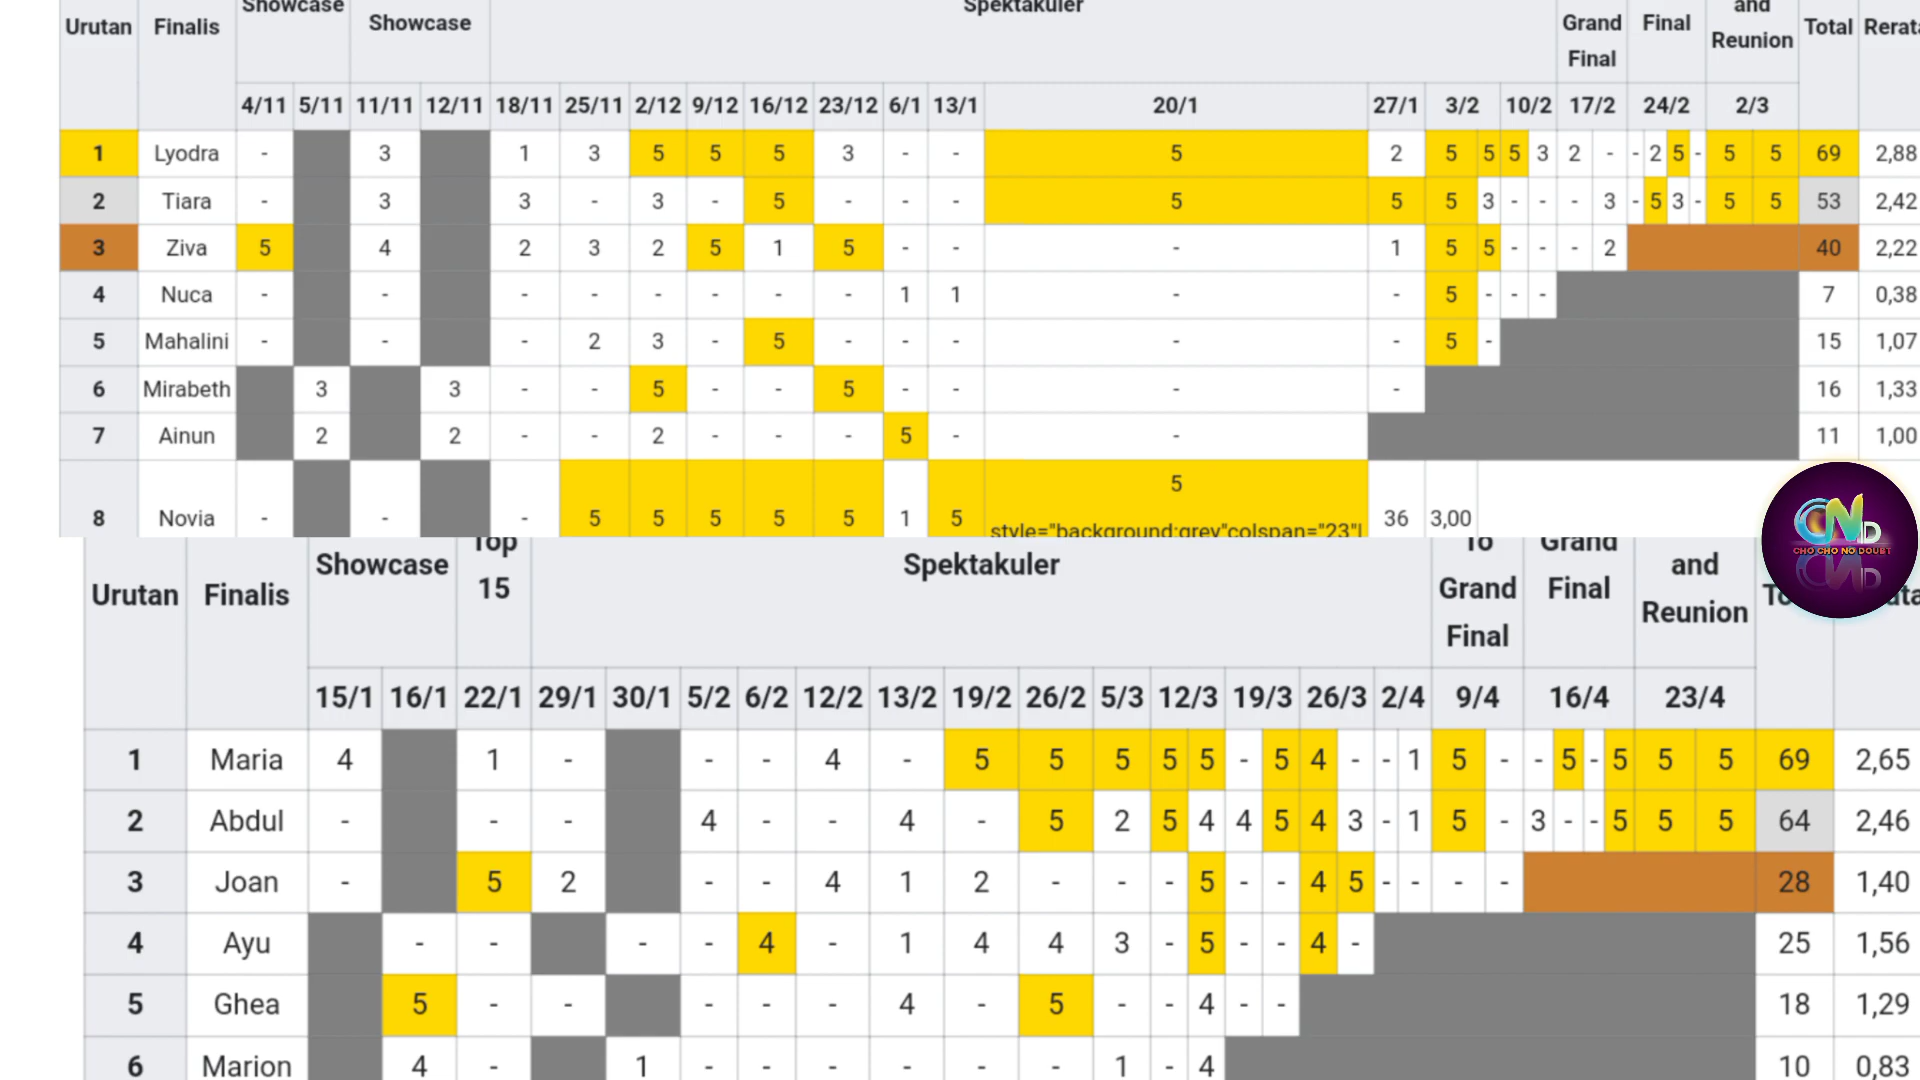 Urutan Finalis Showcase Showcase Spektakuler Grand Final Final and Reunion Total Rerata
4/11 5/11 11/11 12/11 18/11 25/11 2/12 9/12 16/12 23/12 6/1 13/1 20/1 27/1 3/2 10/2 17/2 24/2 2/3
1 Lyodra - 3 1 3 5 5 5 3 - - 5 2 5 5 5 3 2 - - 2 5 - 5 5 69 2,88
2 Tiara - 3 3 - 3 - 5 - - - 5 5 5 3 - - - 3 - 5 3 - 5 5 53 2,42
3 Ziva 5 4 2 3 2 5 1 5 - - - 1 5 5 - - - 2 40 2,22
4 Nuca - - - - - - - - 1 1 - - 5 - - - 7 0,38
5 Mahalini - - - 2 3 - 5 - - - - - 5 - 15 1,07
6 Mirabeth 3 3 - - 5 - - 5 - - - - 16 1,33
7 Ainun 2 2 - - 2 - - - 5 - - 11 1,00
8 Novia - - - 5 5 5 5 5 1 5 5 style="background:grey"colspan="23"| 36 3,00
CND
CHO CHO NO DOUBT
Urutan Finalis Showcase Top 15 Spektakuler To Grand Final Grand Final and Reunion
15/1 16/1 22/1 29/1 30/1 5/2 6/2 12/2 13/2 19/2 26/2 5/3 12/3 19/3 26/3 2/4 9/4 16/4 23/4
1 Maria 4 1 - - - 4 - 5 5 5 5 5 - 5 4 - - 1 5 - - 5 - 5 5 5 69 2,65
2 Abdul - - - 4 - - 4 - 5 2 5 4 4 5 4 3 - 1 5 - 3 - - 5 5 5 64 2,46
3 Joan - 5 2 - - 4 1 2 - - - 5 - - 4 5 - - - - 28 1,40
4 Ayu - - - - 4 - 1 4 4 3 - 5 - - 4 - 25 1,56
5 Ghea 5 - - - - - 4 - 5 - - 4 - - 18 1,29
6 Marion 4 - 1 - - - - - - 1 - 4 10 0,83